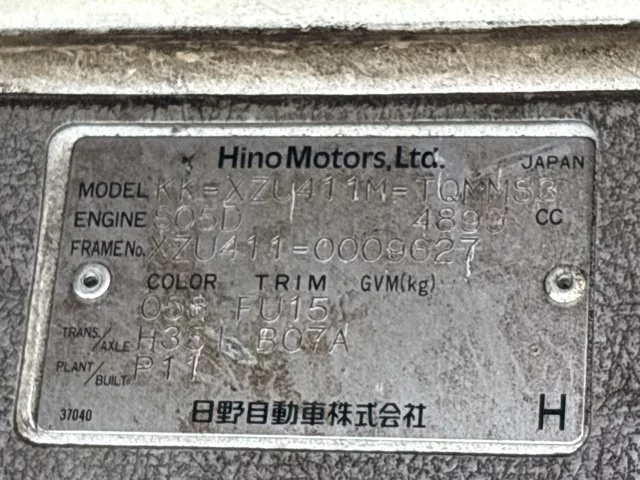 Hino Motors, Ltd. JAPAN
MODEL KK-XZU411M-TQMMS3
ENGINE S05D 4899 CC
FRAME No. XZU411-0009627
COLOR TRIM GVM(kg)
058 FU15
TRANS./AXLE H351 B07A
PLANT/BUILT P11
37040 日野自動車株式会社 H